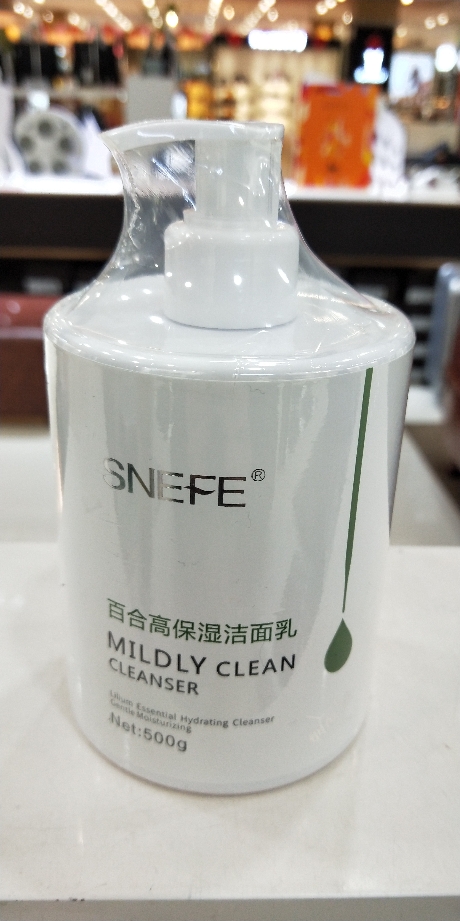 SNEFE®
百合高保湿洁面乳
MILDLY CLEAN
CLEANSER
Lilium Essential Hydrating Cleanser
Gentle Moisturizing
Net:500g